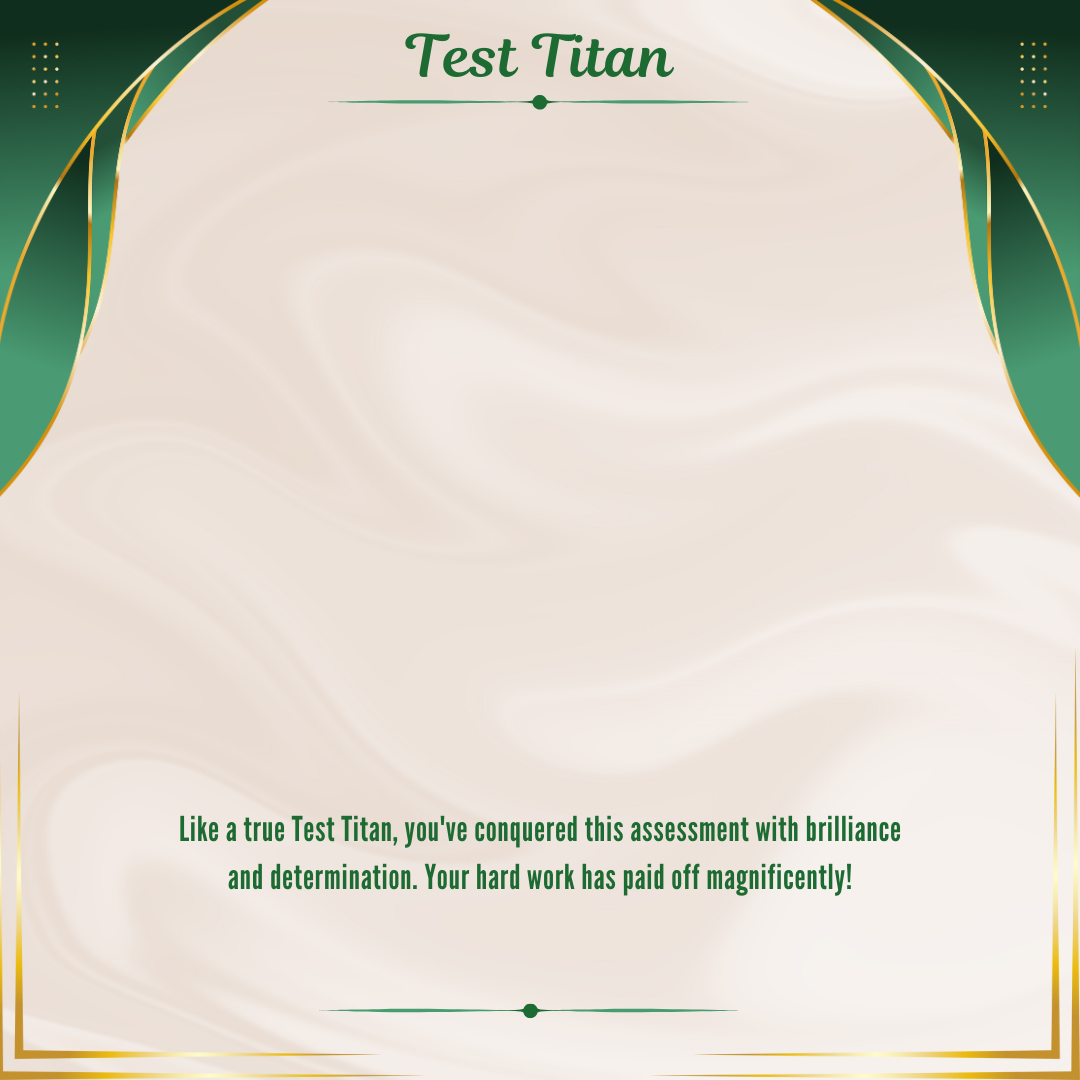 Test Titan
Like a true Test Titan, you've conquered this assessment with brilliance
and determination. Your hard work has paid off magnificently!